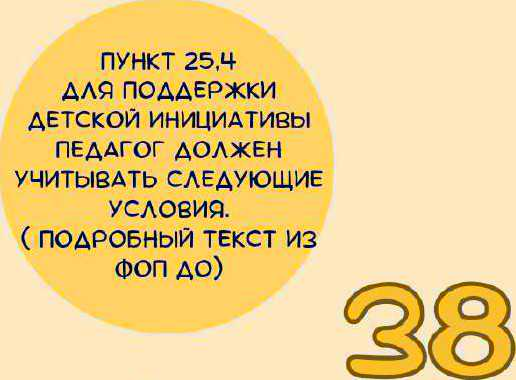 ПУНКТ 25,4
ДЛЯ ПОДДЕРЖКИ
ДЕТСКОЙ ИНИЦИАТИВЫ
ПЕДАГОГ ДОЛЖЕН
УЧИТЫВАТЬ СЛЕДУЮЩИЕ
УСЛОВИЯ.
( ПОДРОБНЫЙ ТЕКСТ ИЗ
ФОП ДО)
38